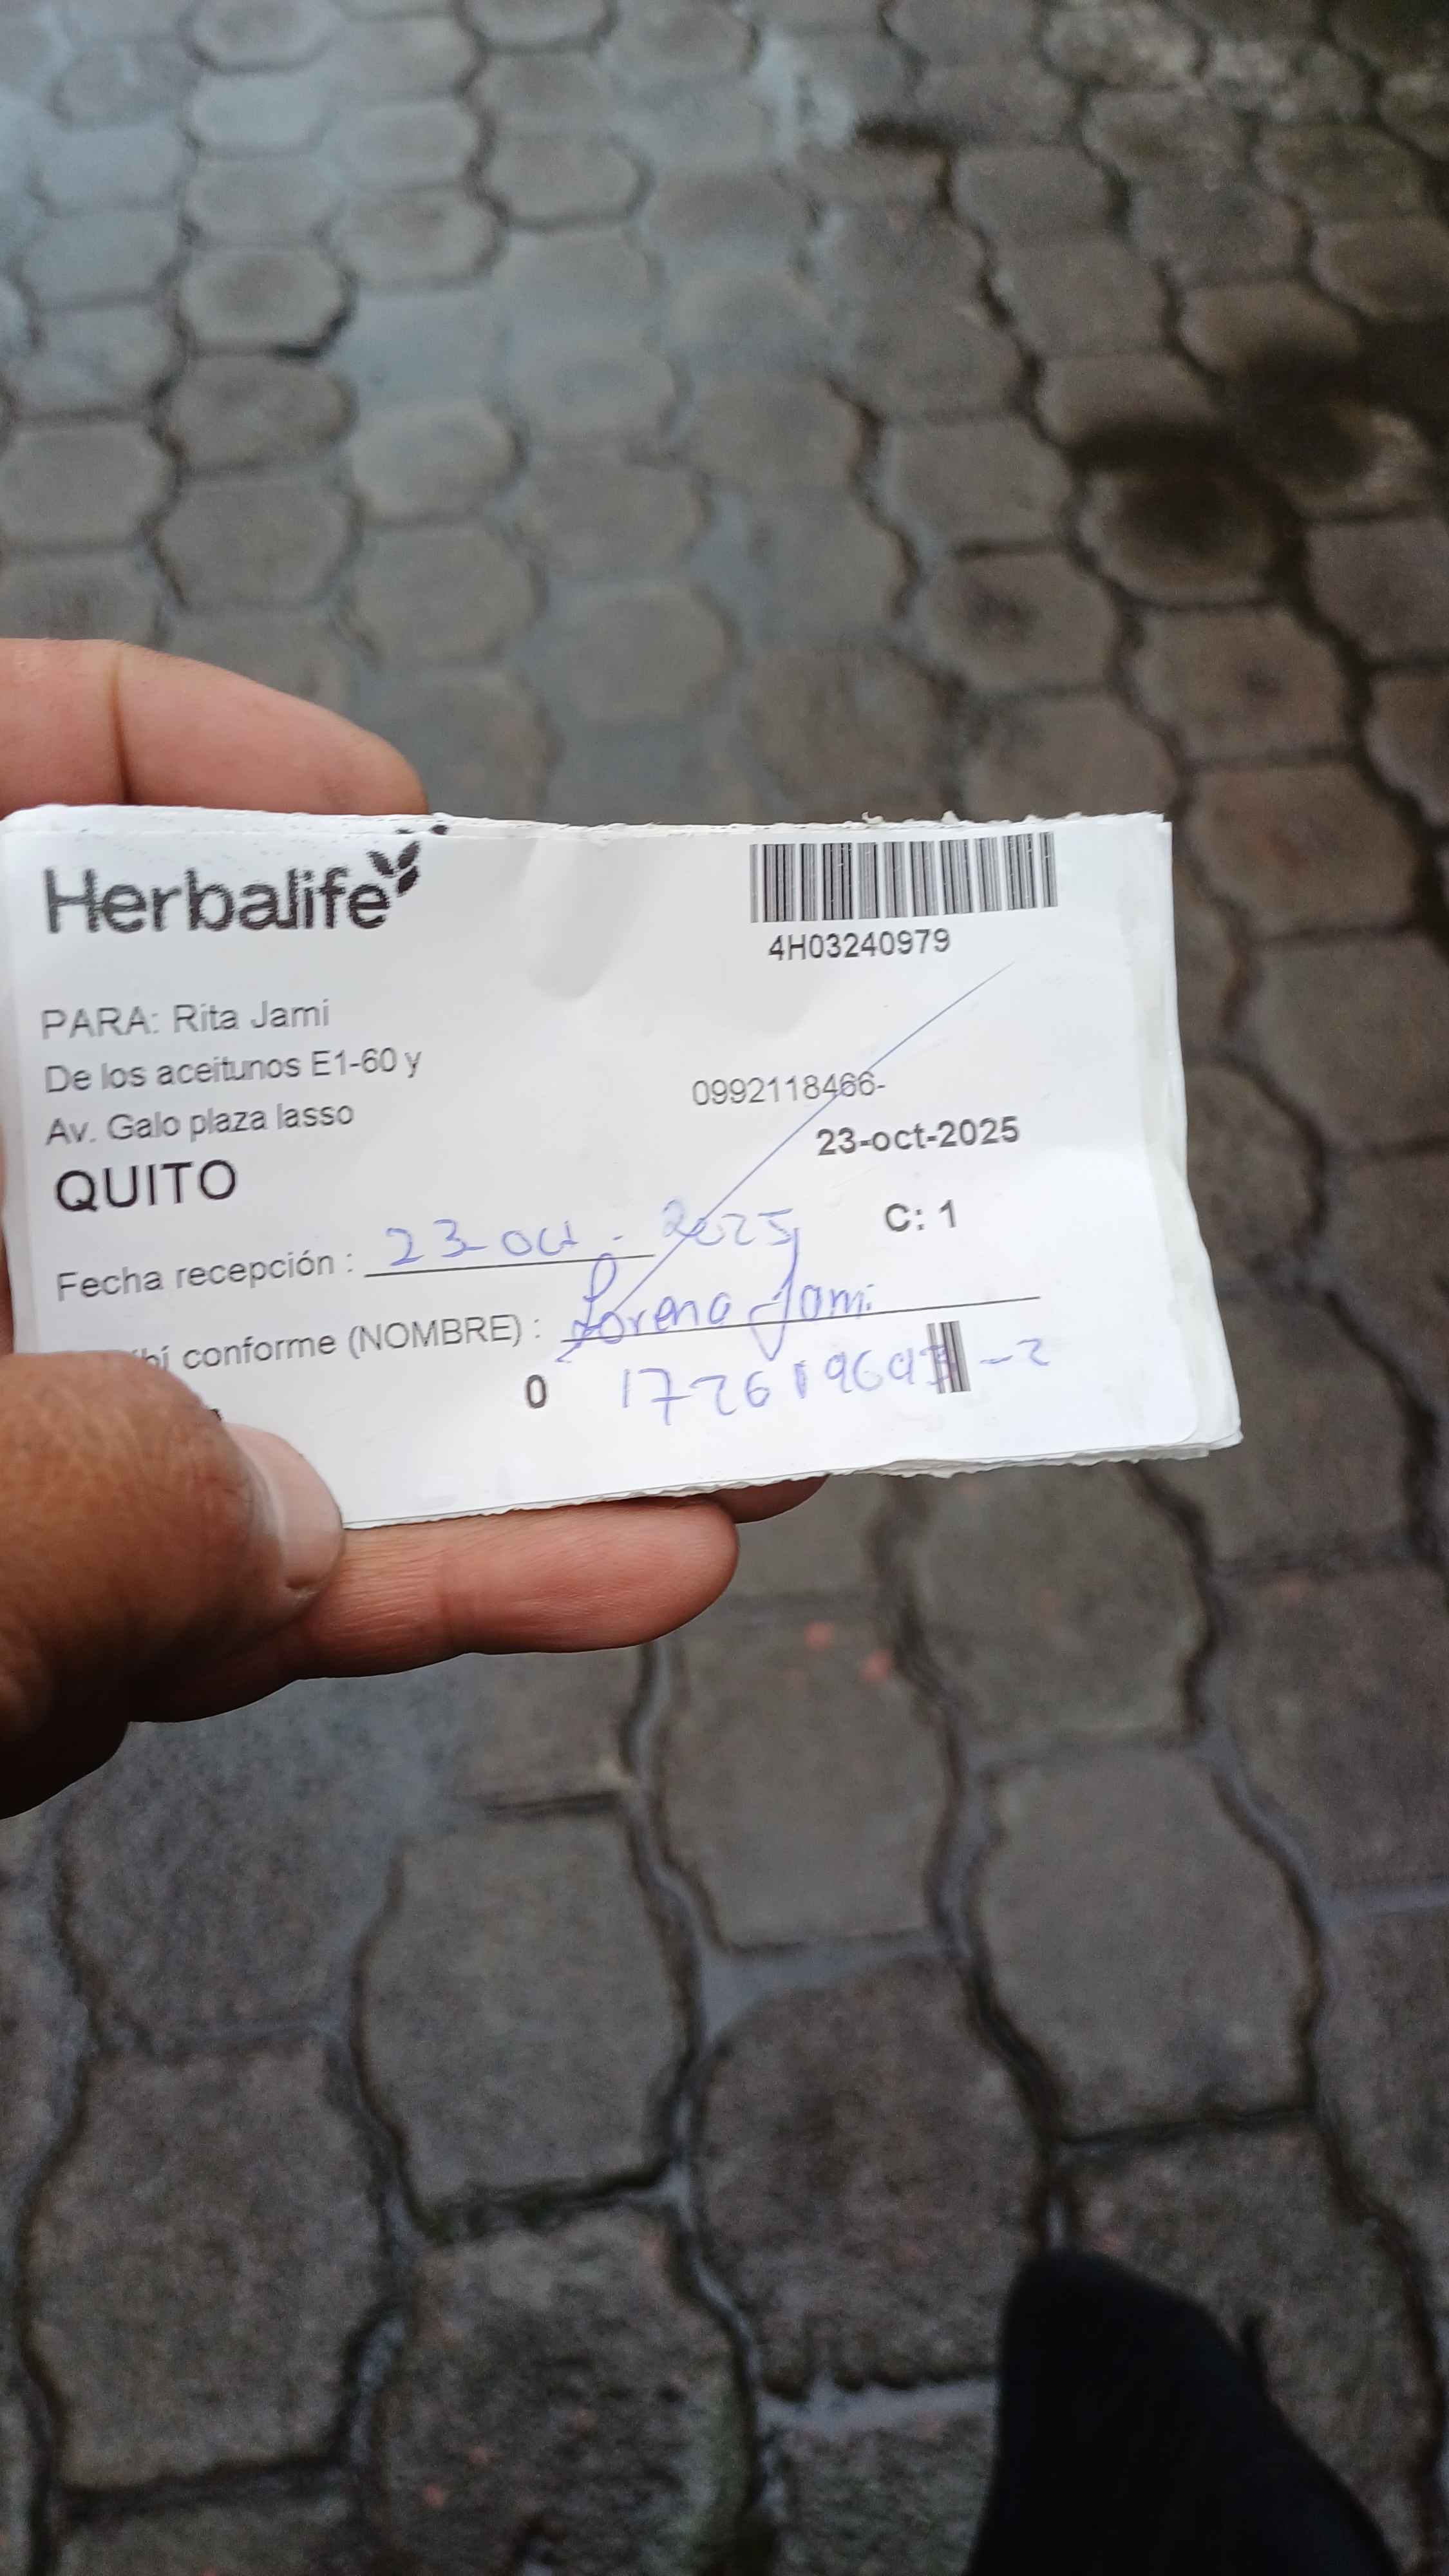 Herbalife
4H03240979
PARA: Rita Jami
De los aceitunos E1-60 y
Av. Galo plaza lasso
0992118466-
23-oct-2025
QUITO
C: 1
Fecha recepción : 23-oct. 2025
conforme (NOMBRE) : Lorena Jami
0